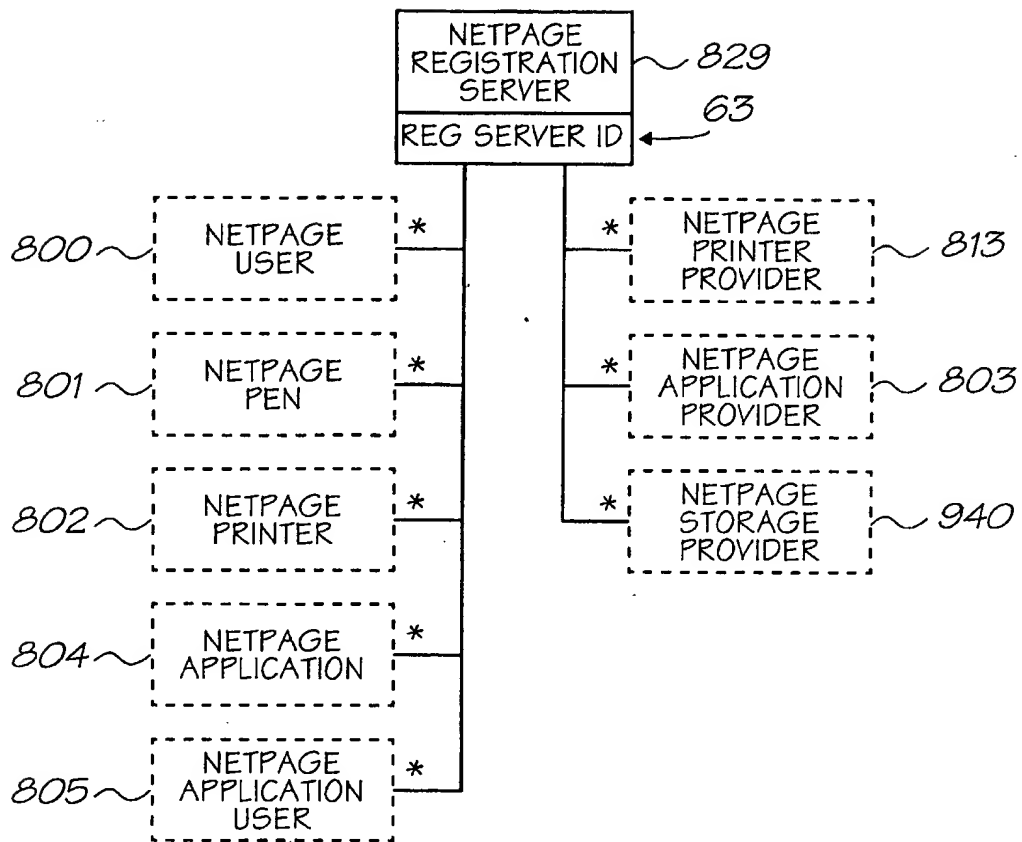 NETPAGE
REGISTRATION
SERVER
829
REG SERVER ID
63
800
NETPAGE
USER
*
*
NETPAGE
PRINTER
PROVIDER
813
801
NETPAGE
PEN
*
*
NETPAGE
APPLICATION
PROVIDER
803
802
NETPAGE
PRINTER
*
*
NETPAGE
STORAGE
PROVIDER
940
804
NETPAGE
APPLICATION
*
805
NETPAGE
APPLICATION
USER
*